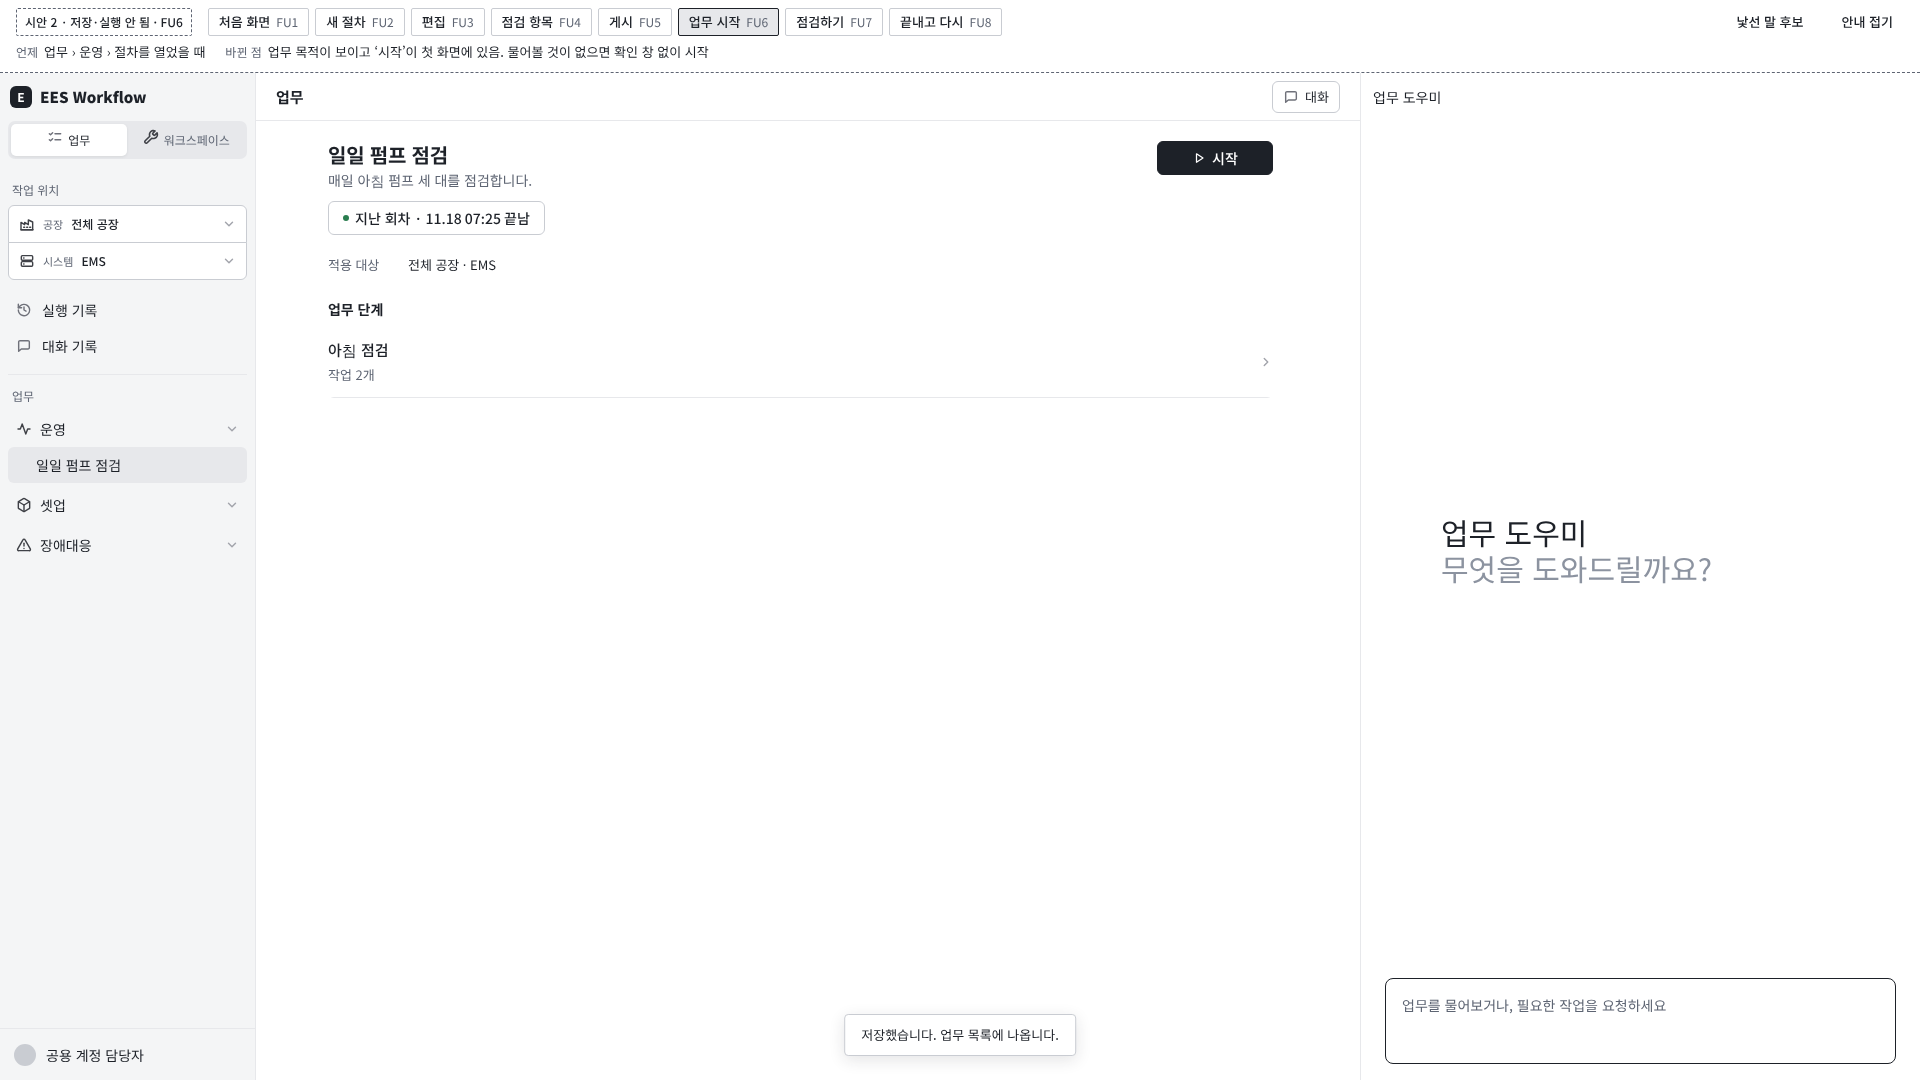 시안 2 · 저장·실행 안 됨 · FU6
처음 화면 FU1
새 절차 FU2
편집 FU3
점검 항목 FU4
게시 FU5
업무 시작 FU6
점검하기 FU7
끝내고 다시 FU8
낯선 말 후보
안내 접기
언제 업무 › 운영 › 절차를 열었을 때
바뀐 점 업무 목적이 보이고 ‘시작’이 첫 화면에 있음. 물어볼 것이 없으면 확인 창 없이 시작
E EES Workflow
업무
워크스페이스
작업 위치
공장 전체 공장
시스템 EMS
실행 기록
대화 기록
업무
운영
일일 펌프 점검
셋업
장애대응
공용 계정 담당자
업무
대화
일일 펌프 점검
시작
매일 아침 펌프 세 대를 점검합니다.
지난 회차 · 11.18 07:25 끝남
적용 대상 전체 공장 · EMS
업무 단계
아침 점검
작업 2개
저장했습니다. 업무 목록에 나옵니다.
업무 도우미
업무 도우미
무엇을 도와드릴까요?
업무를 물어보거나, 필요한 작업을 요청하세요